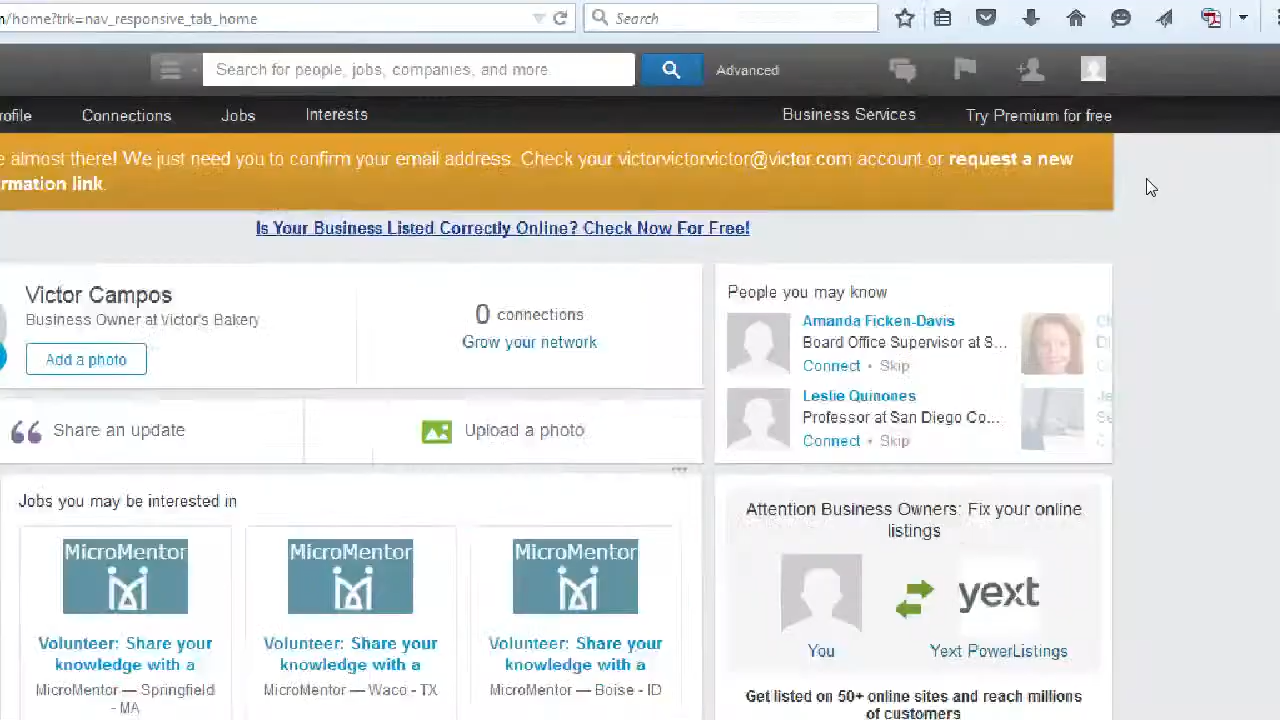 n/home?trk=nav_responsive_tab_home
Search
Search for people, jobs, companies, and more
Advanced
rofile Connections Jobs Interests Business Services Try Premium for free
e almost there! We just need you to confirm your email address. Check your victorvictorvictor@victor.com account or request a new
rmation link.
Is Your Business Listed Correctly Online? Check Now For Free!
Victor Campos
Business Owner at Victor's Bakery
Add a photo
0 connections
Grow your network
Share an update
Upload a photo
People you may know
Amanda Ficken-Davis
Board Office Supervisor at S...
Connect • Skip
Leslie Quinones
Professor at San Diego Co...
Connect • Skip
Jobs you may be interested in
MicroMentor
Volunteer: Share your
knowledge with a
MicroMentor — Springfield
- MA
MicroMentor
Volunteer: Share your
knowledge with a
MicroMentor — Waco - TX
MicroMentor
Volunteer: Share your
knowledge with a
MicroMentor — Boise - ID
Attention Business Owners: Fix your online
listings
yext
You
Yext PowerListings
Get listed on 50+ online sites and reach millions
of customers